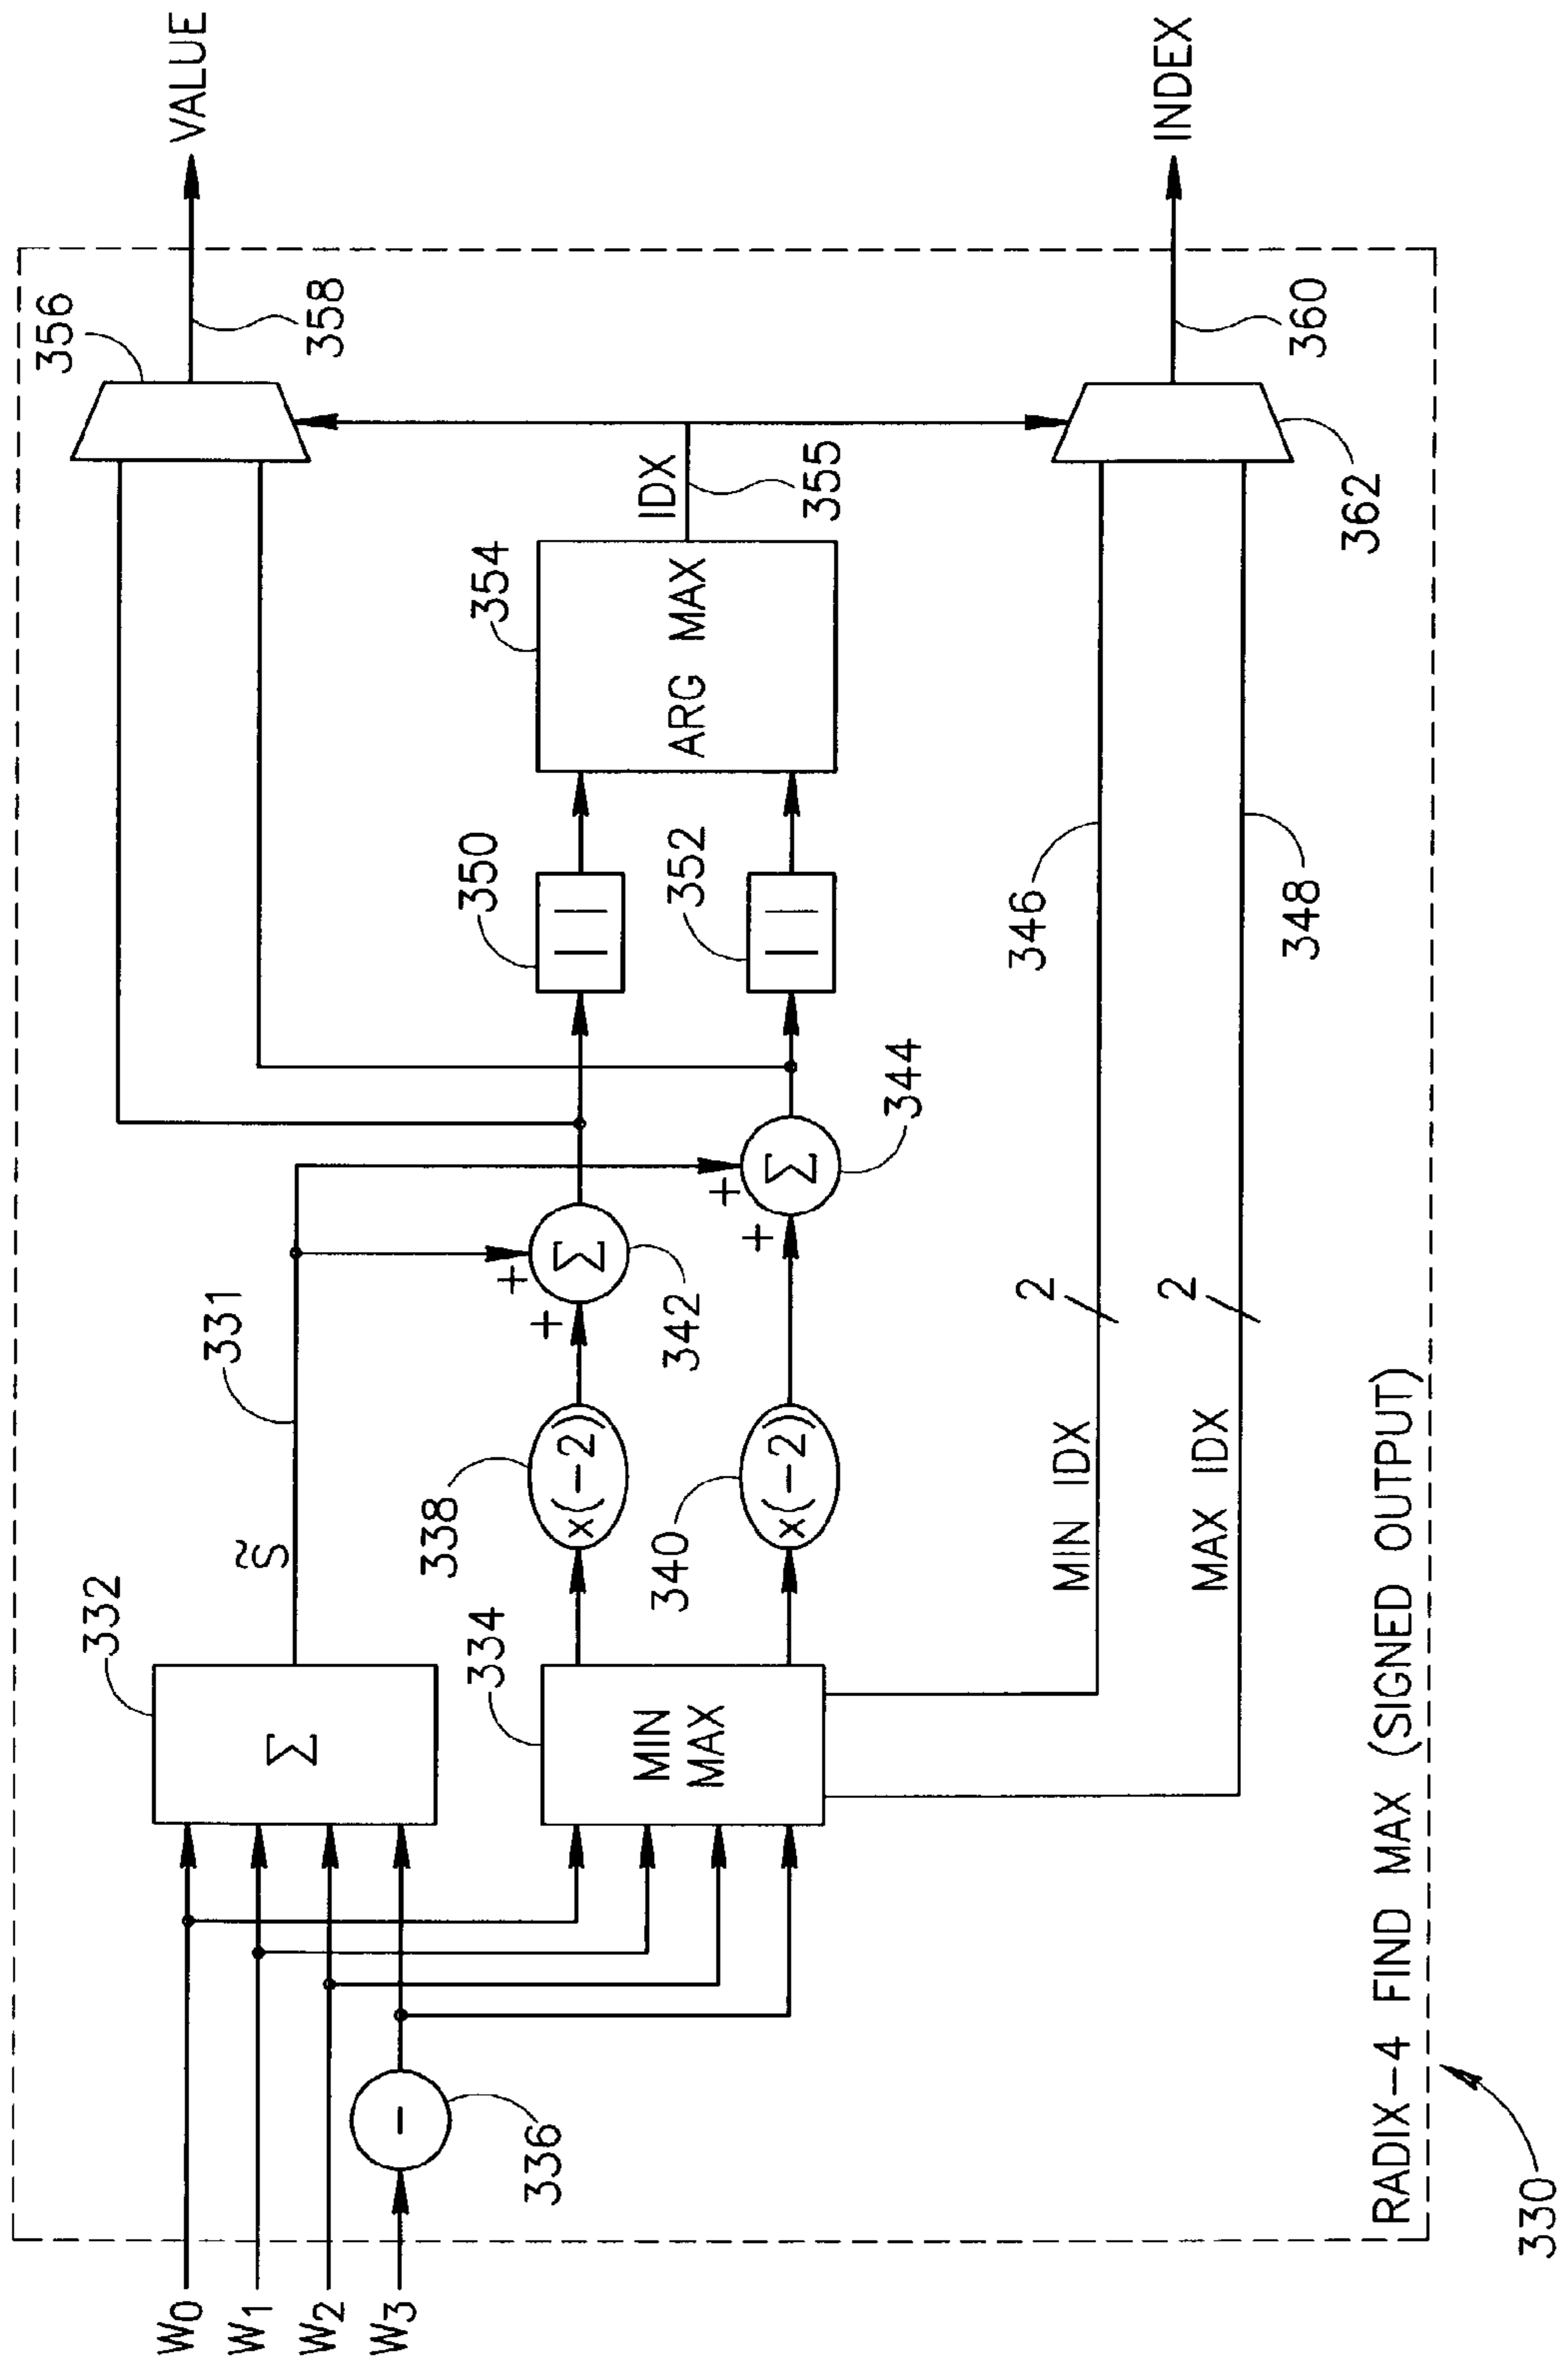 W0
W1
W2
W3
336
332
Σ
S̃
331
334
MIN
MAX
338
x(−2)
340
x(−2)
+
+
Σ
342
+
+
Σ
344
350
| |
352
| |
354
ARG MAX
IDX
355
356
358
VALUE
MIN IDX
2
346
MAX IDX
2
348
362
360
INDEX
RADIX−4 FIND MAX (SIGNED OUTPUT)
330